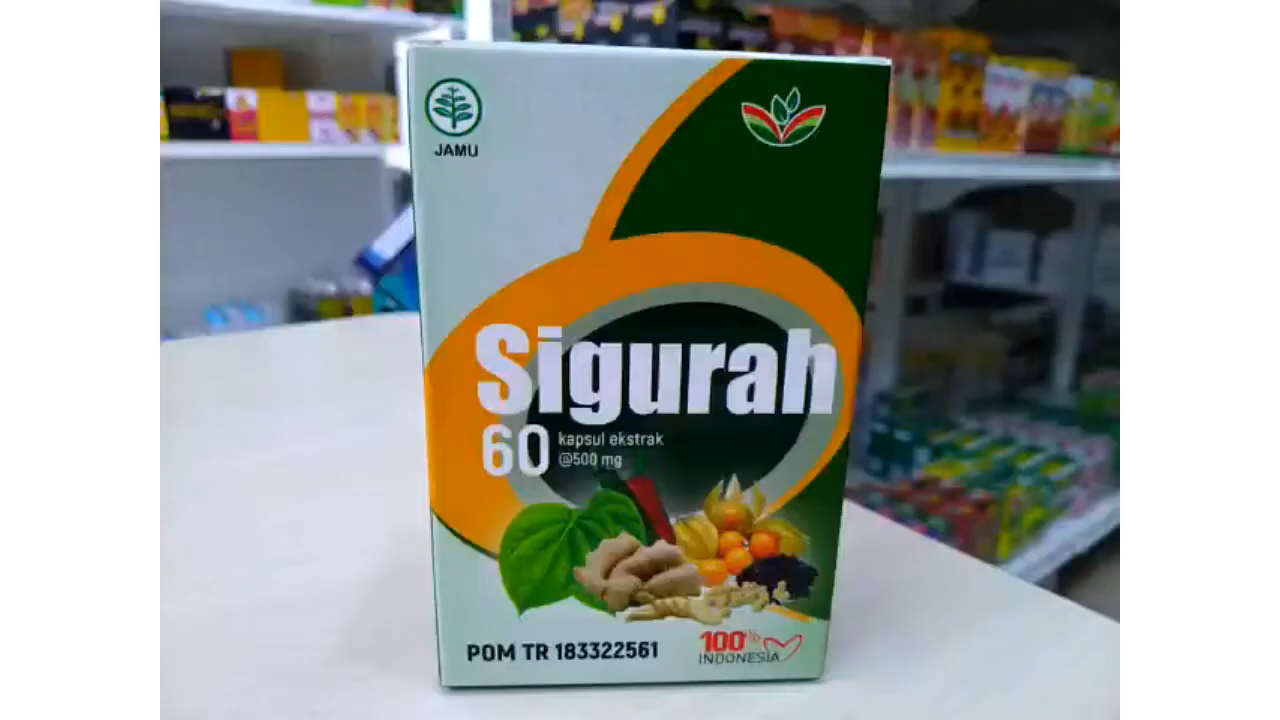 JAMU
Sigurah
60 kapsul ekstrak
@500 mg
POM TR 183322561
100%
INDONESIA